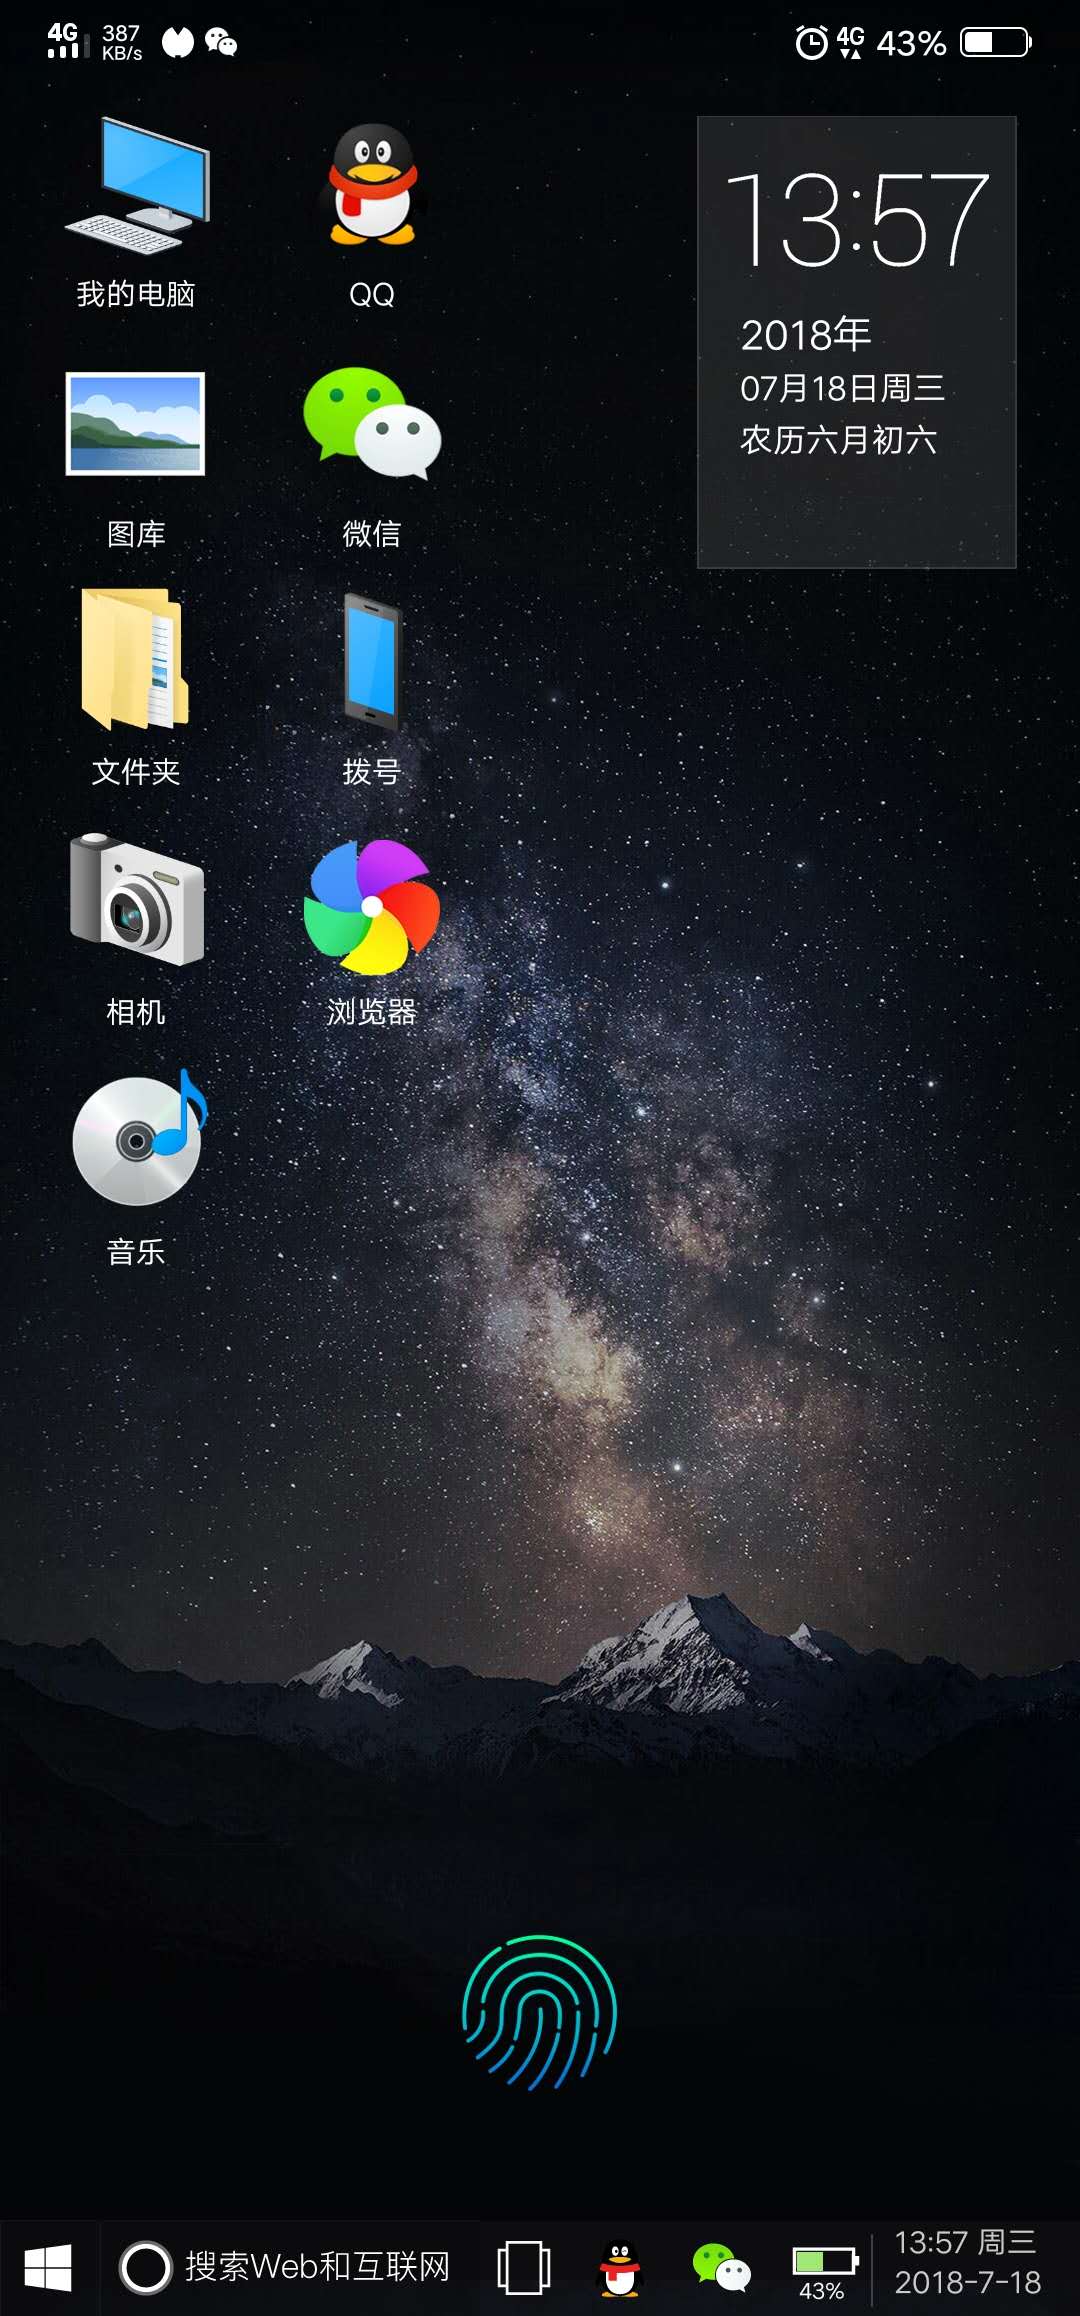 4G
387
KB/s
4G
43%
我的电脑
QQ
13:57
2018年
07月18日周三
农历六月初六
图库
微信
文件夹
拨号
相机
浏览器
音乐
搜索Web和互联网
43%
13:57 周三
2018-7-18